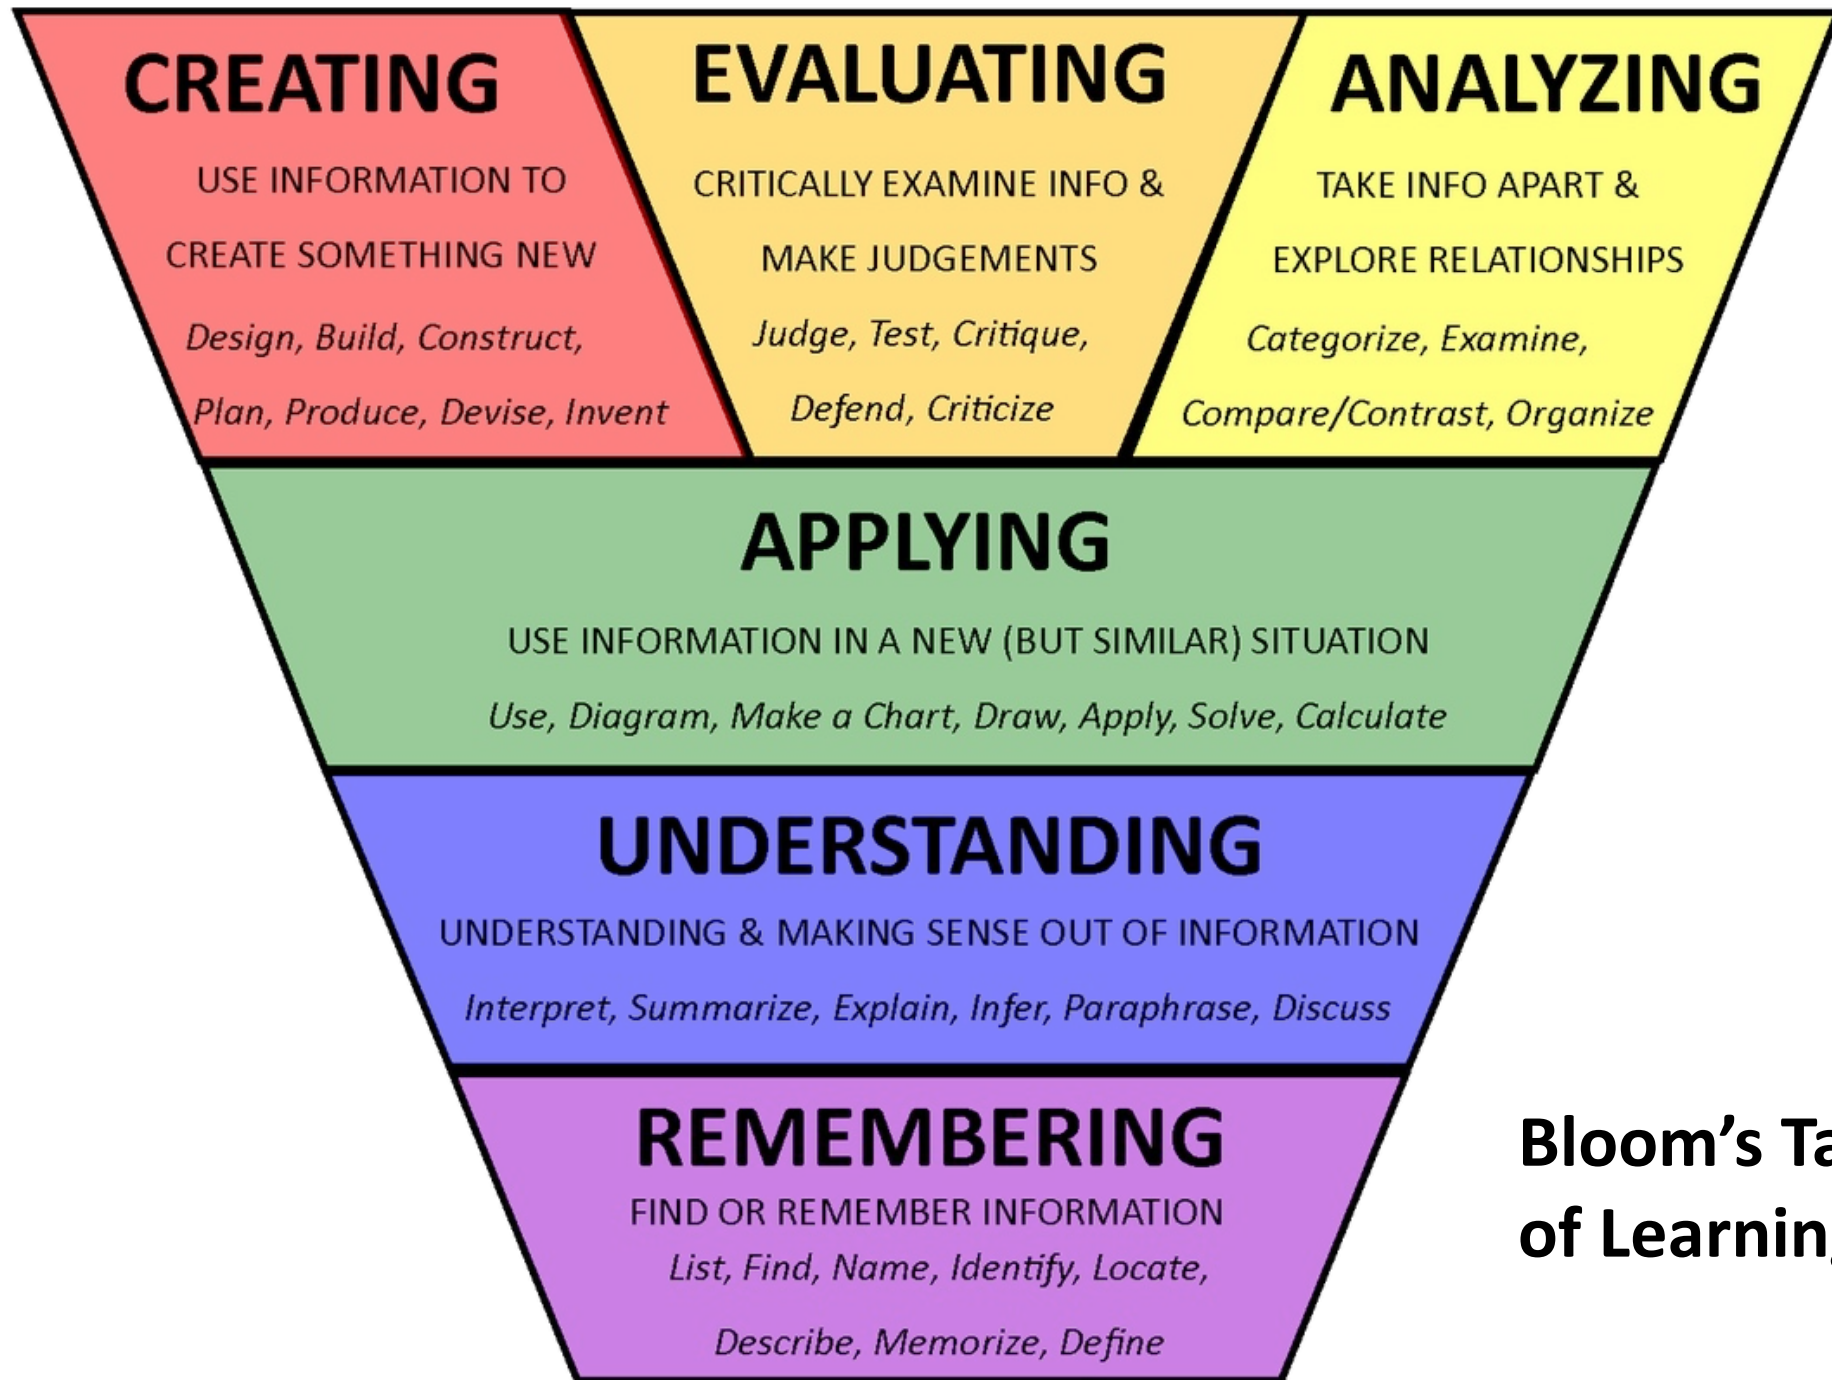 CREATING
USE INFORMATION TO
CREATE SOMETHING NEW
Design, Build, Construct,
Plan, Produce, Devise, Invent
EVALUATING
CRITICALLY EXAMINE INFO &
MAKE JUDGEMENTS
Judge, Test, Critique,
Defend, Criticize
ANALYZING
TAKE INFO APART &
EXPLORE RELATIONSHIPS
Categorize, Examine,
Compare/Contrast, Organize
APPLYING
USE INFORMATION IN A NEW (BUT SIMILAR) SITUATION
Use, Diagram, Make a Chart, Draw, Apply, Solve, Calculate
UNDERSTANDING
UNDERSTANDING & MAKING SENSE OUT OF INFORMATION
Interpret, Summarize, Explain, Infer, Paraphrase, Discuss
REMEMBERING
FIND OR REMEMBER INFORMATION
List, Find, Name, Identify, Locate,
Describe, Memorize, Define
Bloom’s
of